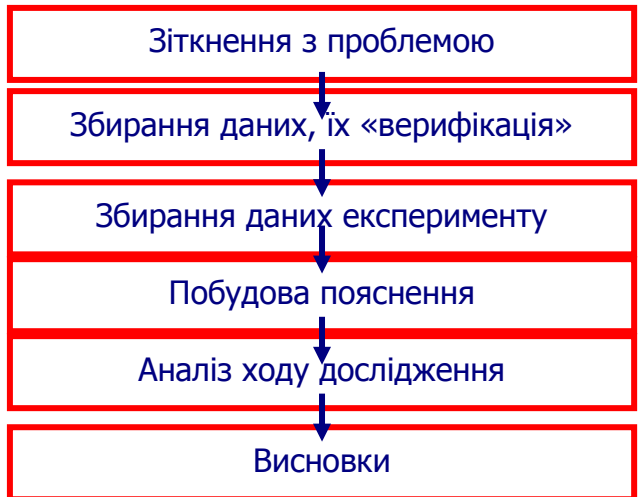 Зіткнення з проблемою
Збирання даних, їх «верифікація»
Збирання даних експерименту
Побудова пояснення
Аналіз ходу дослідження
Висновки